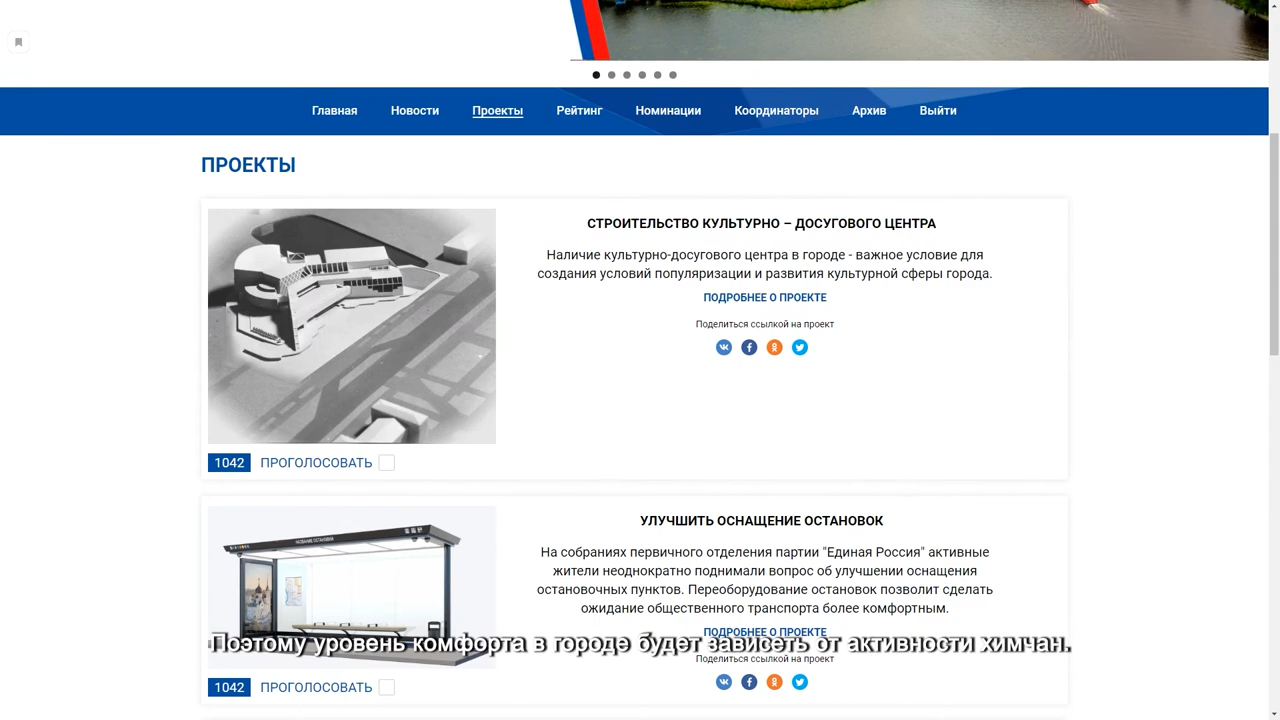 Главная Новости Проекты Рейтинг Номинации Координаторы Архив Выйти
ПРОЕКТЫ
СТРОИТЕЛЬСТВО КУЛЬТУРНО – ДОСУГОВОГО ЦЕНТРА
Наличие культурно-досугового центра в городе - важное условие для
создания условий популяризации и развития культурной сферы города.
ПОДРОБНЕЕ О ПРОЕКТЕ
Поделиться ссылкой на проект
1042 ПРОГОЛОСОВАТЬ
УЛУЧШИТЬ ОСНАЩЕНИЕ ОСТАНОВОК
На собраниях первичного отделения партии "Единая Россия" активные
жители неоднократно поднимали вопрос об улучшении оснащения
остановочных пунктов. Переоборудование остановок позволит сделать
ожидание общественного транспорта более комфортным.
НАЗВАНИЕ ОСТАНОВКИ
ПОДРОБНЕЕ О ПРОЕКТЕ
Поэтому уровень комфорта в городе будет зависеть от активности химчан.
Поделиться ссылкой на проект
1042 ПРОГОЛОСОВАТЬ